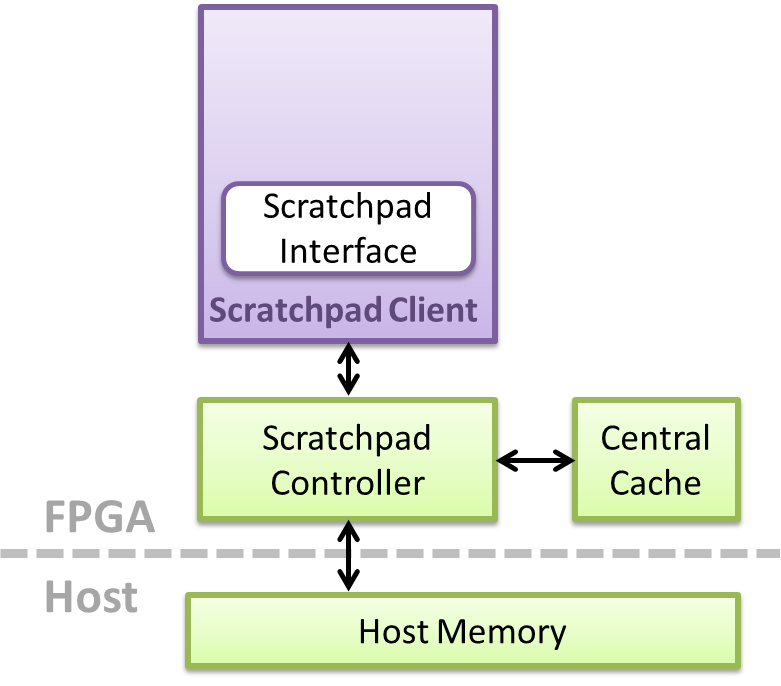 Scratchpad
Interface
Scratchpad Client
Scratchpad
Controller
Central
Cache
FPGA
Host
Host Memory